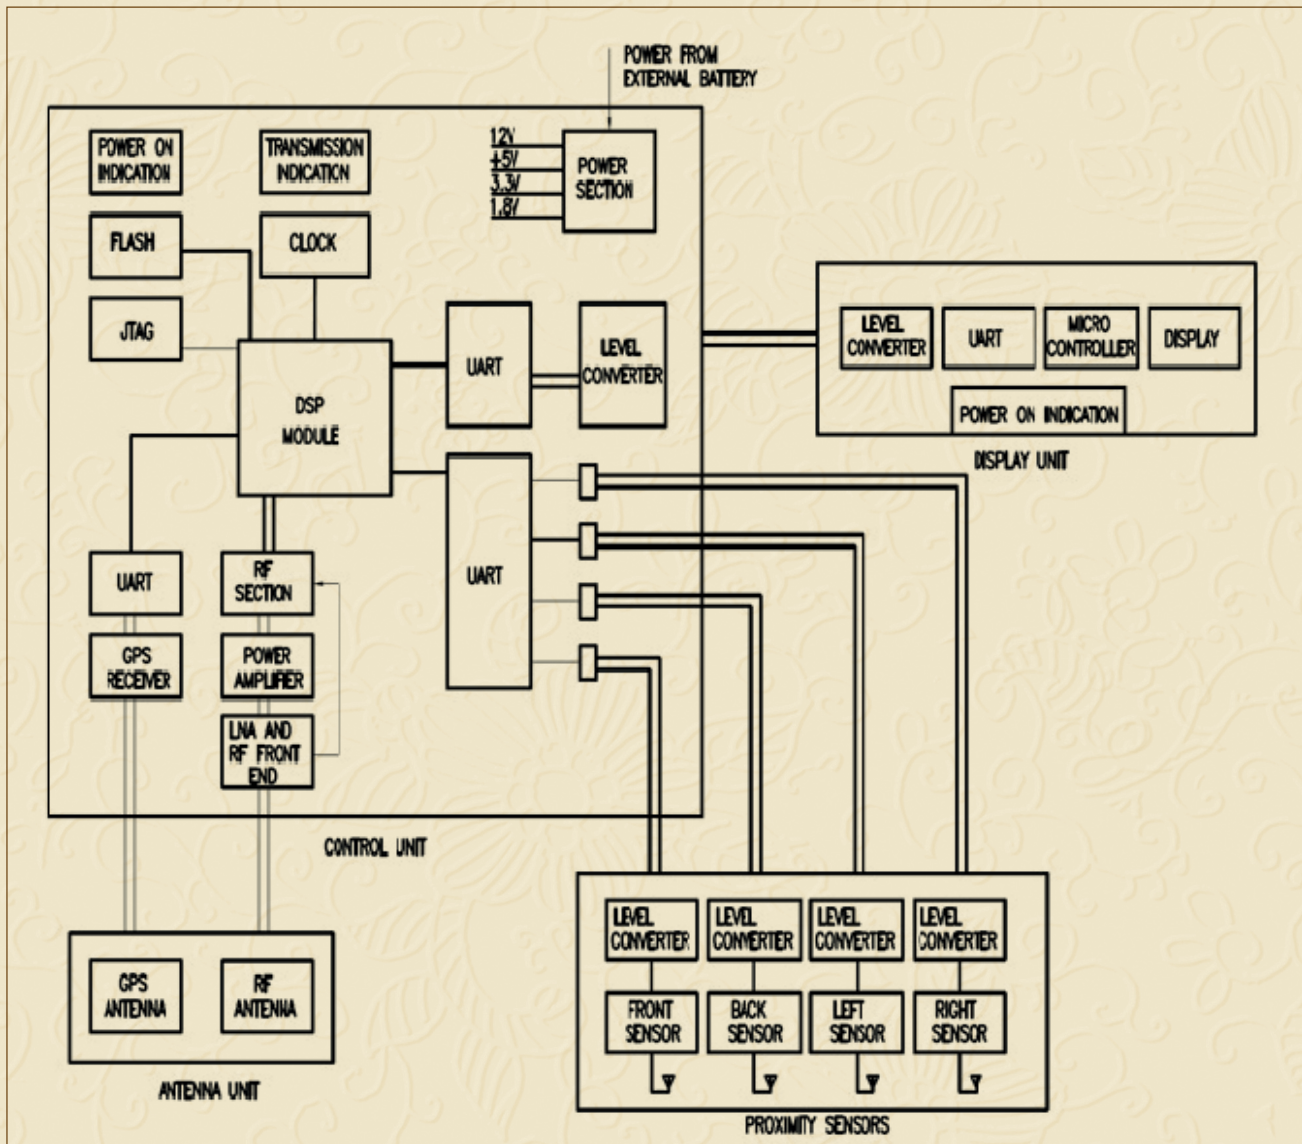 POWER FROM
EXTERNAL BATTERY
POWER ON
INDICATION
TRANSMISSION
INDICATION
12V
+5V
3.3V
1.8V
POWER
SECTION
FLASH
CLOCK
JTAG
UART
LEVEL
CONVERTER
LEVEL
CONVERTER
UART
MICRO
CONTROLLER
DISPLAY
POWER ON INDICATION
DISPLAY UNIT
DSP
MODULE
UART
UART
RF
SECTION
GPS
RECEIVER
POWER
AMPLIFIER
LNA AND
RF FRONT
END
CONTROL UNIT
GPS
ANTENNA
RF
ANTENNA
ANTENNA UNIT
LEVEL
CONVERTER
LEVEL
CONVERTER
LEVEL
CONVERTER
LEVEL
CONVERTER
FRONT
SENSOR
BACK
SENSOR
LEFT
SENSOR
RIGHT
SENSOR
PROXIMITY SENSORS